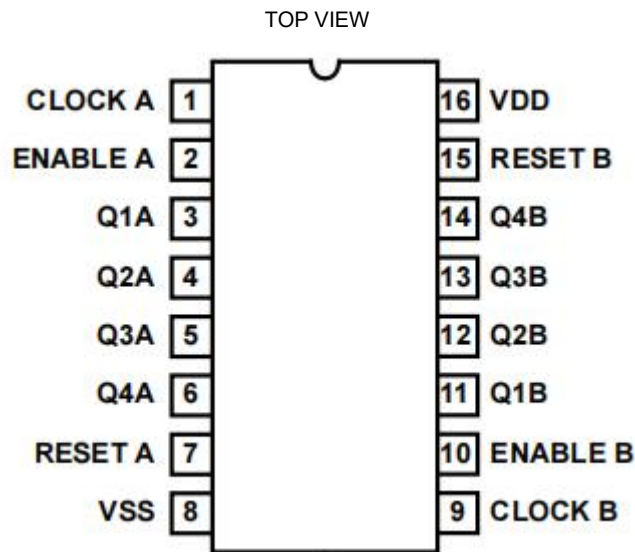 TOP VIEW
CLOCK A 1
16 VDD
ENABLE A 2
15 RESET B
Q1A 3
14 Q4B
Q2A 4
13 Q3B
Q3A 5
12 Q2B
Q4A 6
11 Q1B
RESET A 7
10 ENABLE B
VSS 8
9 CLOCK B